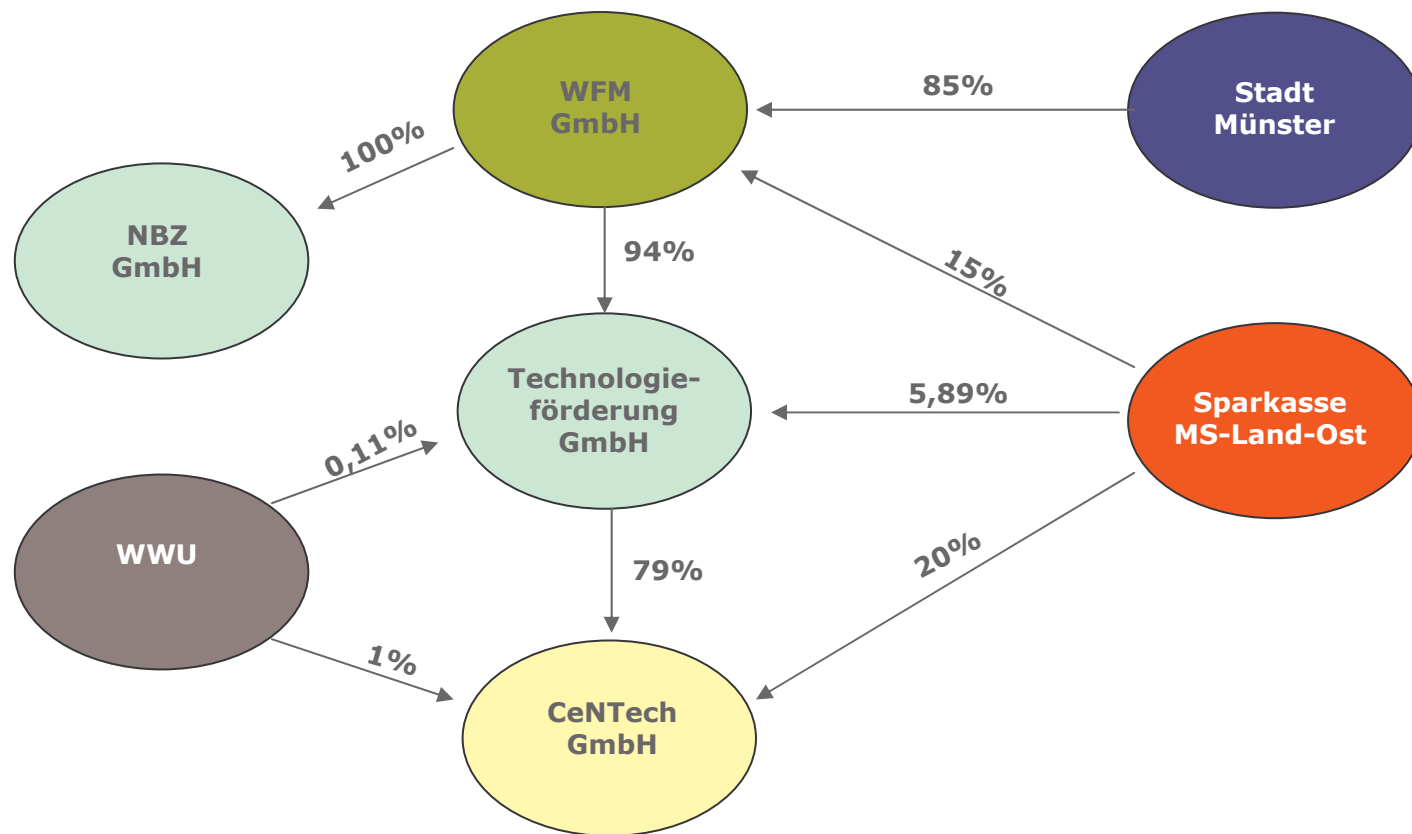 WFM
GmbH
85%
Stadt
Münster
100%
NBZ
GmbH
94%
15%
Technologie-
förderung
GmbH
5,89%
Sparkasse
MS-Land-Ost
0,11%
WWU
79%
20%
1%
CeNTech
GmbH